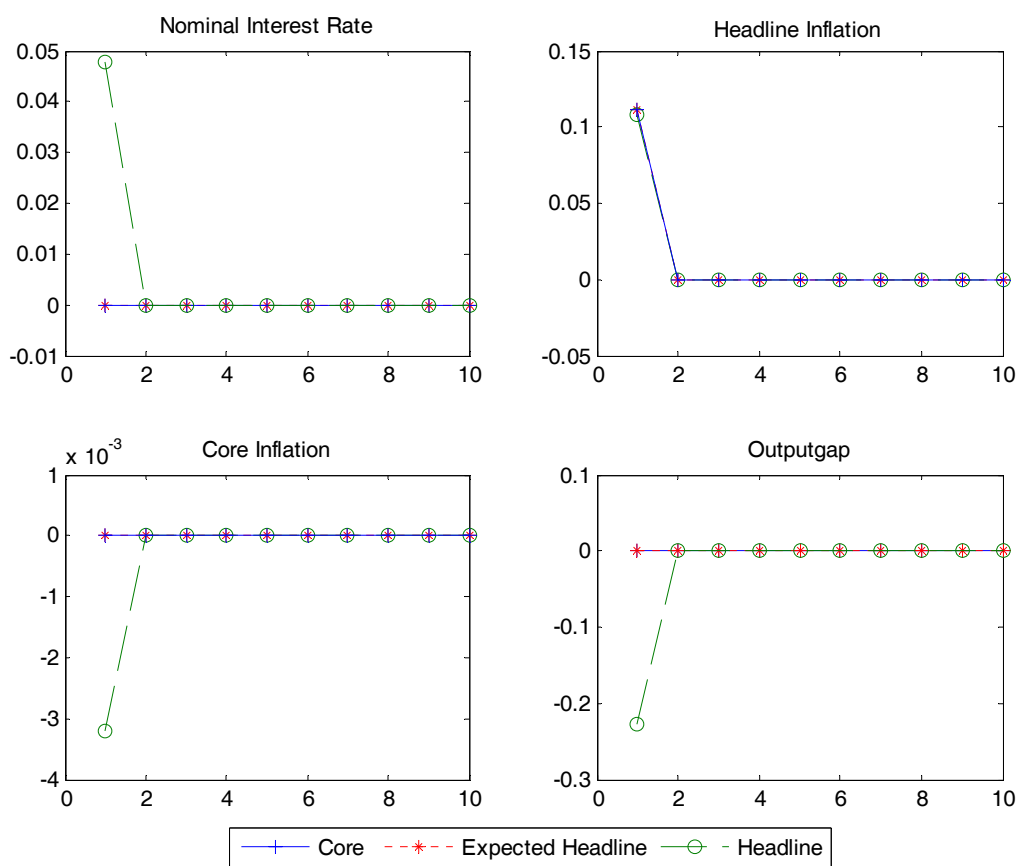 Nominal Interest Rate
0.05
0.04
0.03
0.02
0.01
0
-0.01
0 2 4 6 8 10
Headline Inflation
0.15
0.1
0.05
0
-0.05
0 2 4 6 8 10
Core Inflation
x 10^-3
1
0
-1
-2
-3
-4
0 2 4 6 8 10
Outputgap
0.1
0
-0.1
-0.2
-0.3
0 2 4 6 8 10
Core Expected Headline Headline